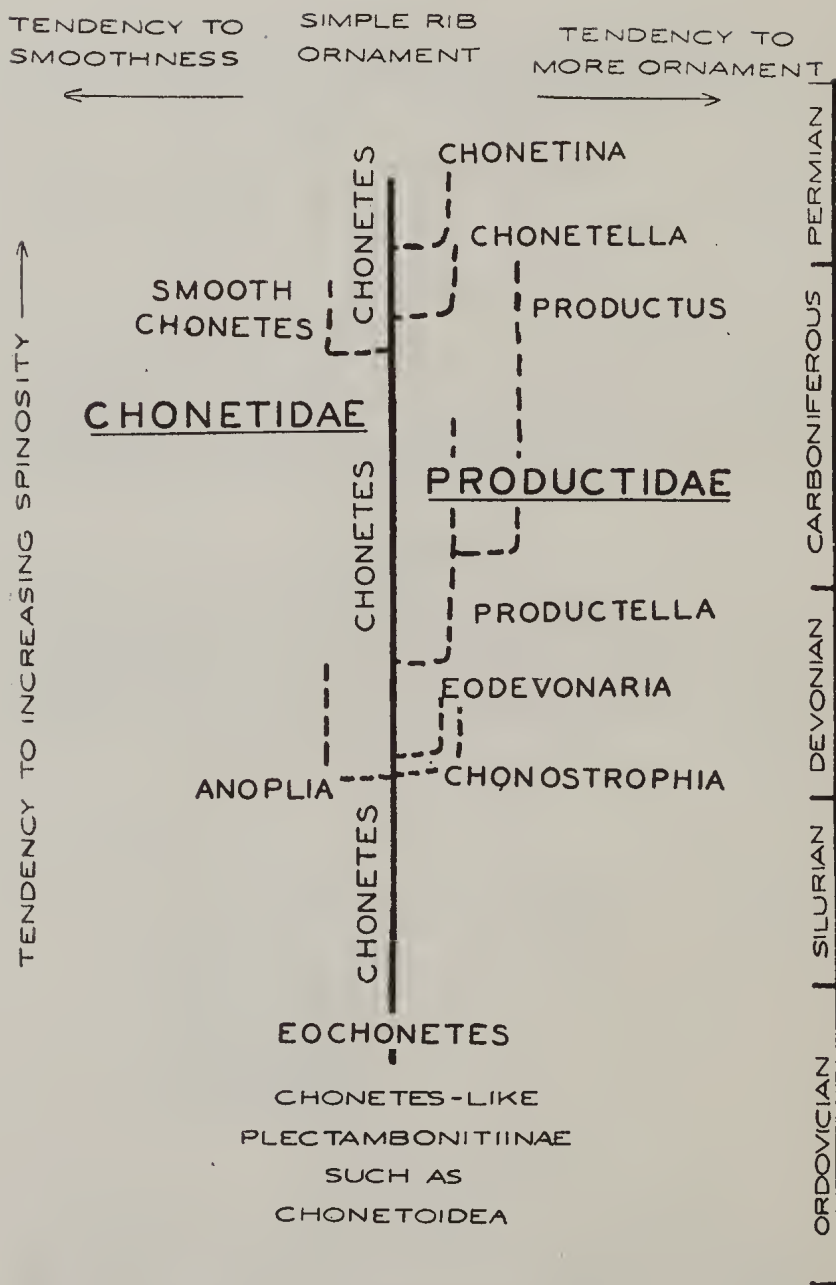 TENDENCY TO
SMOOTHNESS
SIMPLE RIB
ORNAMENT
TENDENCY TO
MORE ORNAMENT
TENDENCY TO INCREASING SPINOSITY
CHONETES
CHONETINA
CHONETELLA
SMOOTH
CHONETES
PRODUCTUS
CHONETIDAE
CHONETES
PRODUCTIDAE
PRODUCTELLA
EODEVONARIA
ANOPLIA
CHONOSTROPHIA
CHONETES
EOCHONETES
CHONETES-LIKE
PLECTAMBONITIINAE
SUCH AS
CHONETOIDEA
PERMIAN
CARBONIFEROUS
DEVONIAN
SILURIAN
ORDOVICIAN